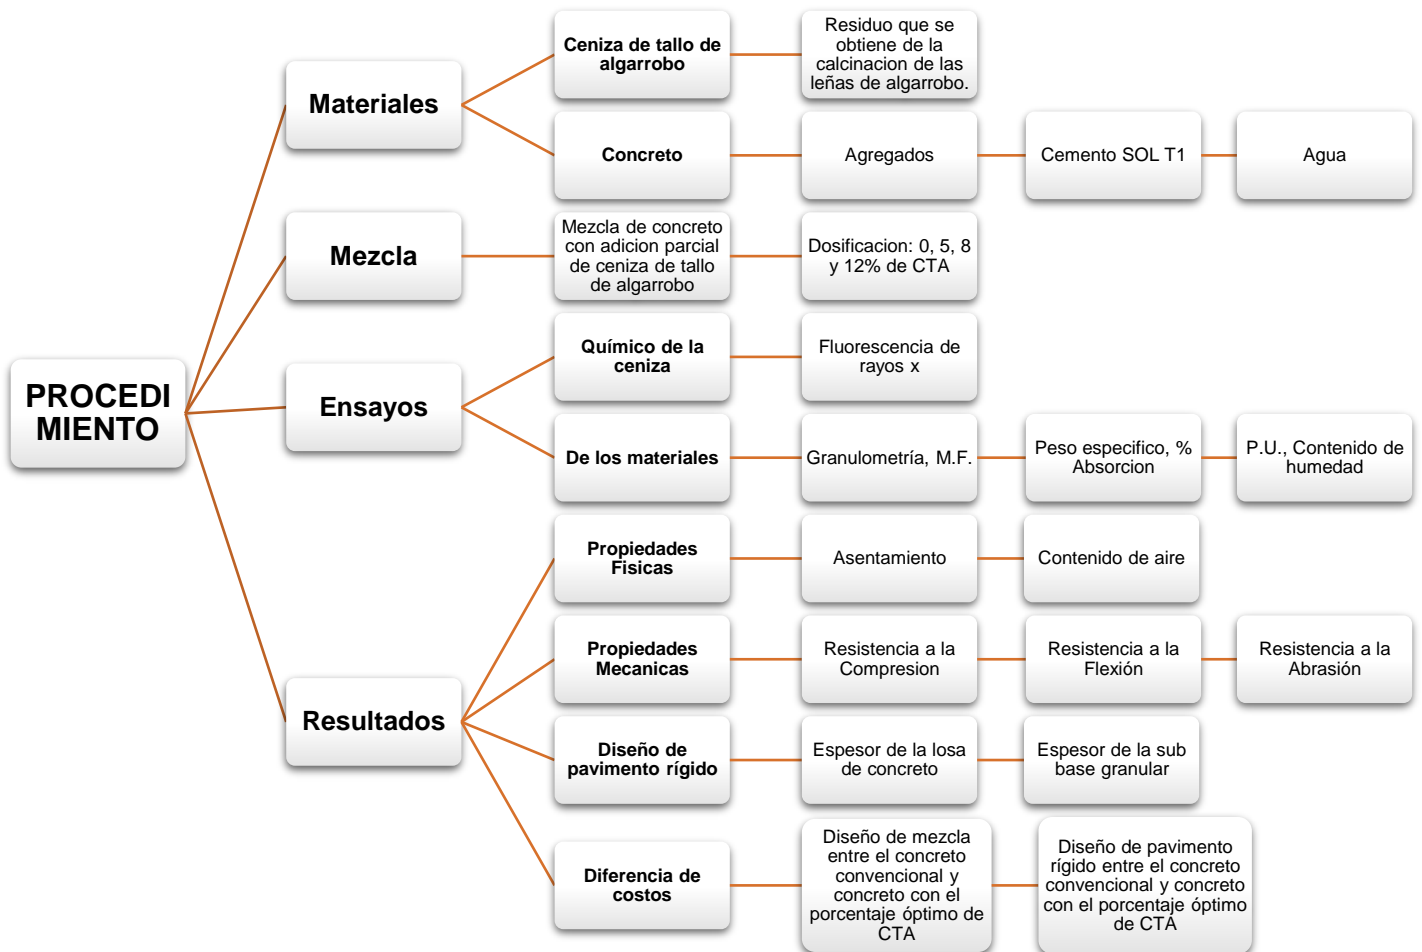 PROCEDI
MIENTO
Materiales
Ceniza de tallo de
algarrobo
Residuo que se
obtiene de la
calcinacion de las
leñas de algarrobo.
Concreto
Agregados
Cemento SOL T1
Agua
Mezcla
Mezcla de concreto
con adicion parcial
de ceniza de tallo
de algarrobo
Dosificacion: 0, 5, 8
y 12% de CTA
Ensayos
Químico de la
ceniza
Fluorescencia de
rayos x
De los materiales
Granulometría, M.F.
Peso especifico, %
Absorcion
P.U., Contenido de
humedad
Resultados
Propiedades
Fisicas
Asentamiento
Contenido de aire
Propiedades
Mecanicas
Resistencia a la
Compresion
Resistencia a la
Flexión
Resistencia a la
Abrasión
Diseño de
pavimento rígido
Espesor de la losa
de concreto
Espesor de la sub
base granular
Diferencia de
costos
Diseño de mezcla
entre el concreto
convencional y
concreto con el
porcentaje óptimo de
CTA
Diseño de pavimento
rígido entre el concreto
convencional y concreto
con el porcentaje óptimo
de CTA